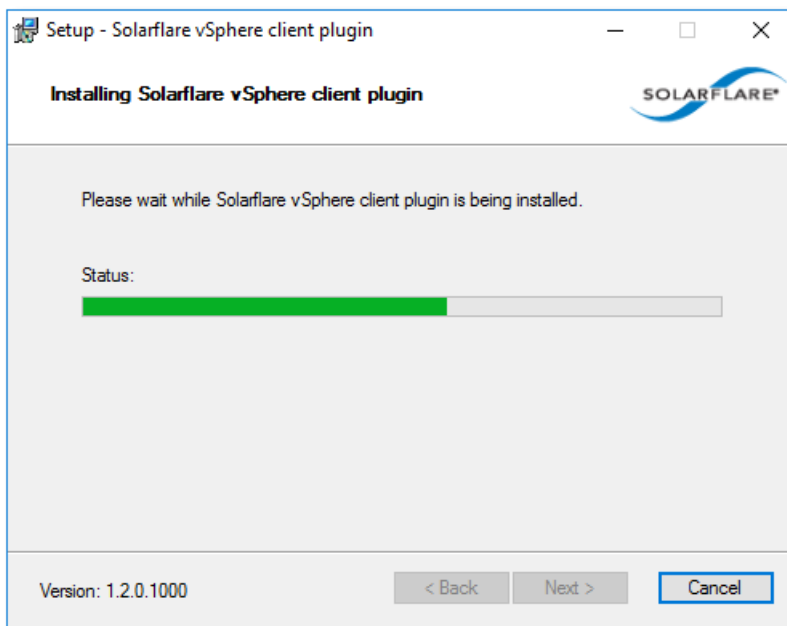 Setup - Solarflare vSphere client plugin
Installing Solarflare vSphere client plugin
SOLARFLARE®
Please wait while Solarflare vSphere client plugin is being installed.
Status:
Version: 1.2.0.1000
< Back
Next >
Cancel